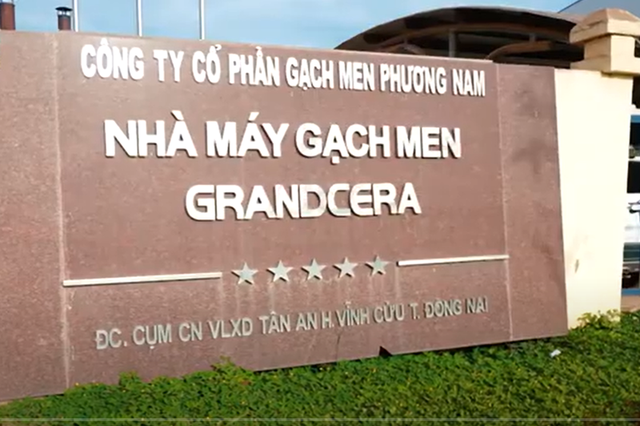 CÔNG TY CỔ PHẦN GẠCH MEN PHƯƠNG NAM
NHÀ MÁY GẠCH MEN
GRANDCERA
ĐC. CỤM CN VLXD TÂN AN H. VĨNH CỬU T. ĐỒNG NAI